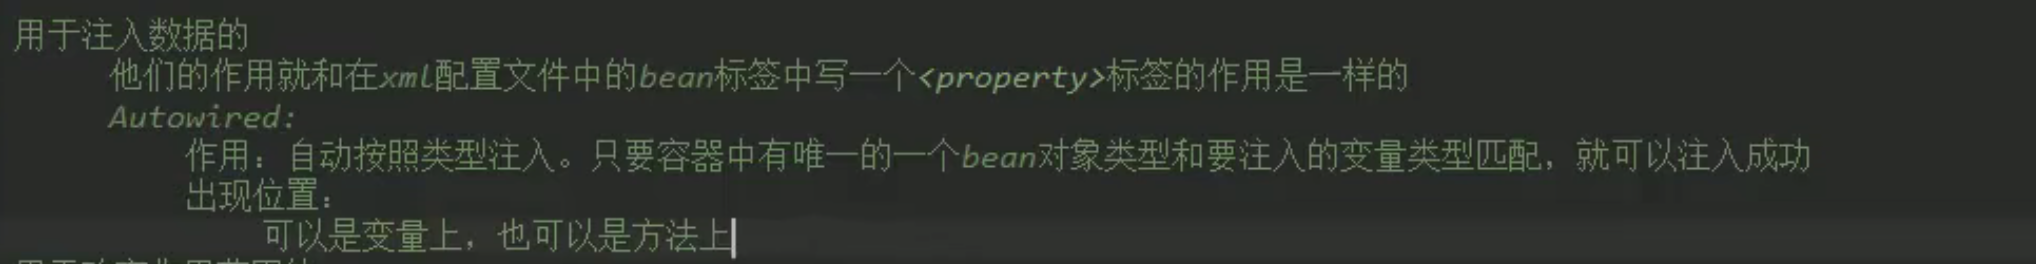 用于注入数据的
他们的作用就和在xml配置文件中的bean标签中写一个<property>标签的作用是一样的
Autowired:
作用：自动按照类型注入。只要容器中有唯一的一个bean对象类型和要注入的变量类型匹配，就可以注入成功
出现位置：
可以是变量上，也可以是方法上